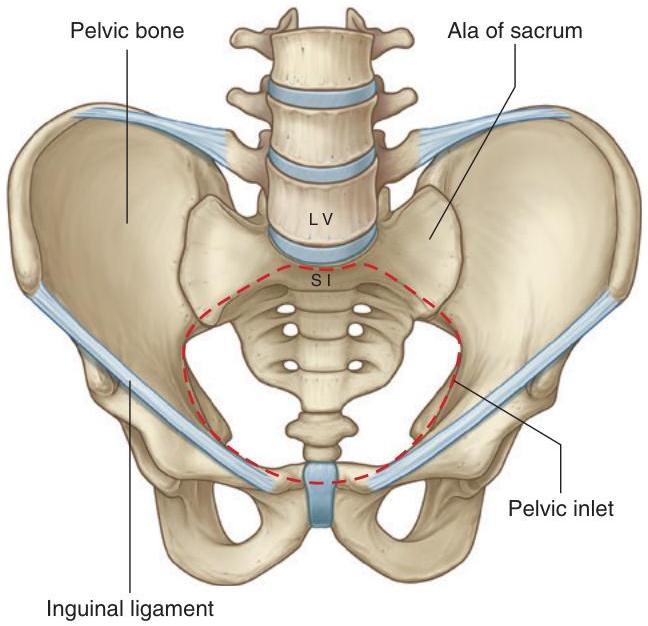 Pelvic bone
Ala of sacrum
L V
S I
Pelvic inlet
Inguinal ligament